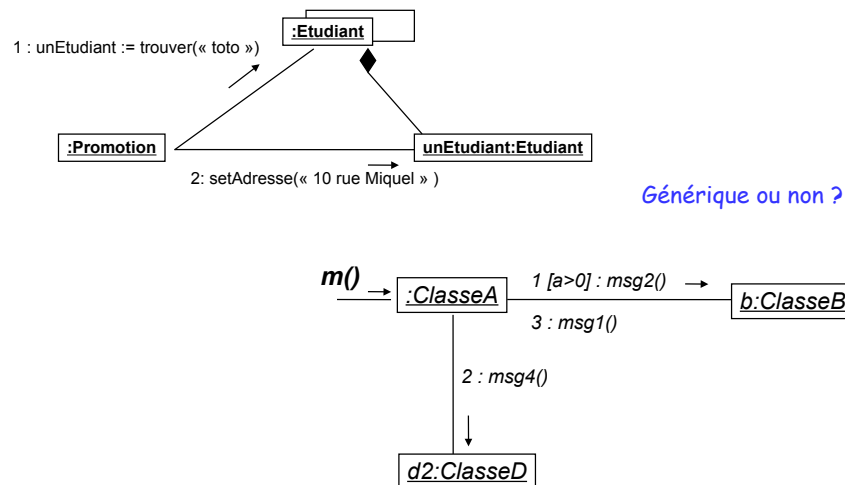 :Etudiant
1 : unEtudiant := trouver(« toto »)
:Promotion
unEtudiant:Etudiant
2: setAdresse(« 10 rue Miquel » )
Générique ou non ?
m()
:ClasseA
1 [a>0] : msg2()
b:ClasseB
3 : msg1()
2 : msg4()
d2:ClasseD